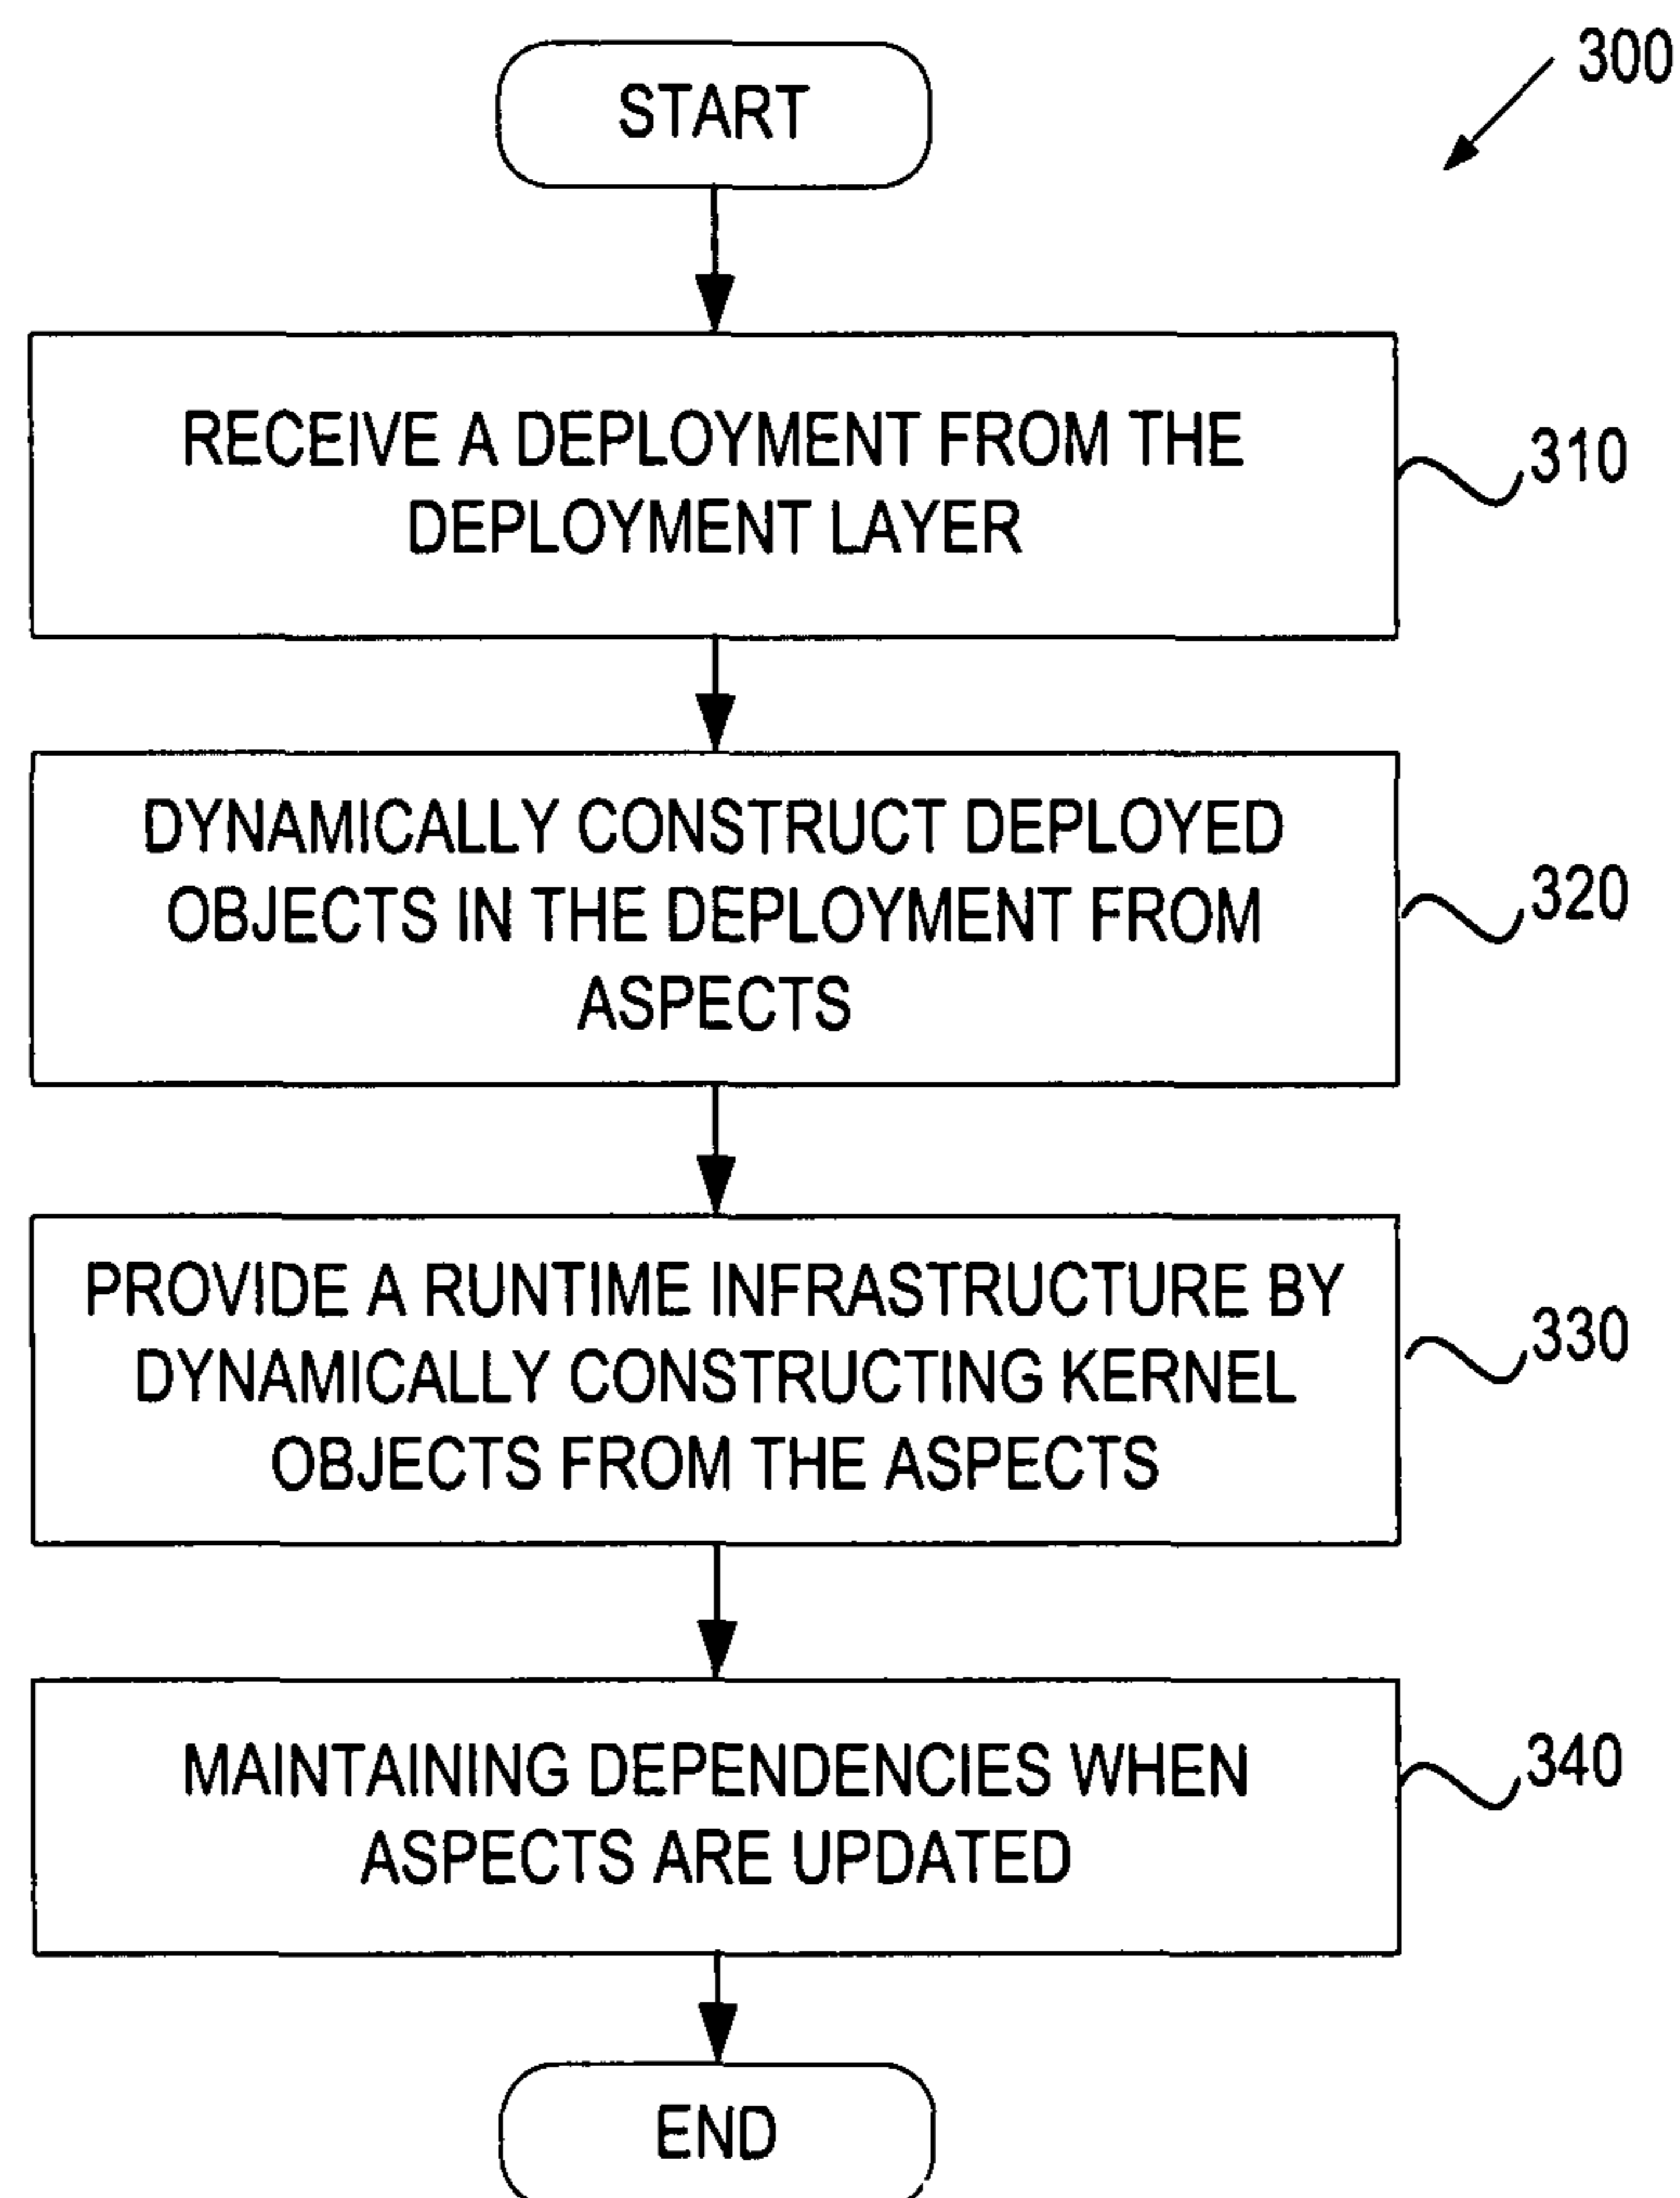 300
START
RECEIVE A DEPLOYMENT FROM THE
DEPLOYMENT LAYER
310
DYNAMICALLY CONSTRUCT DEPLOYED
OBJECTS IN THE DEPLOYMENT FROM
ASPECTS
320
PROVIDE A RUNTIME INFRASTRUCTURE BY
DYNAMICALLY CONSTRUCTING KERNEL
OBJECTS FROM THE ASPECTS
330
MAINTAINING DEPENDENCIES WHEN
ASPECTS ARE UPDATED
340
END